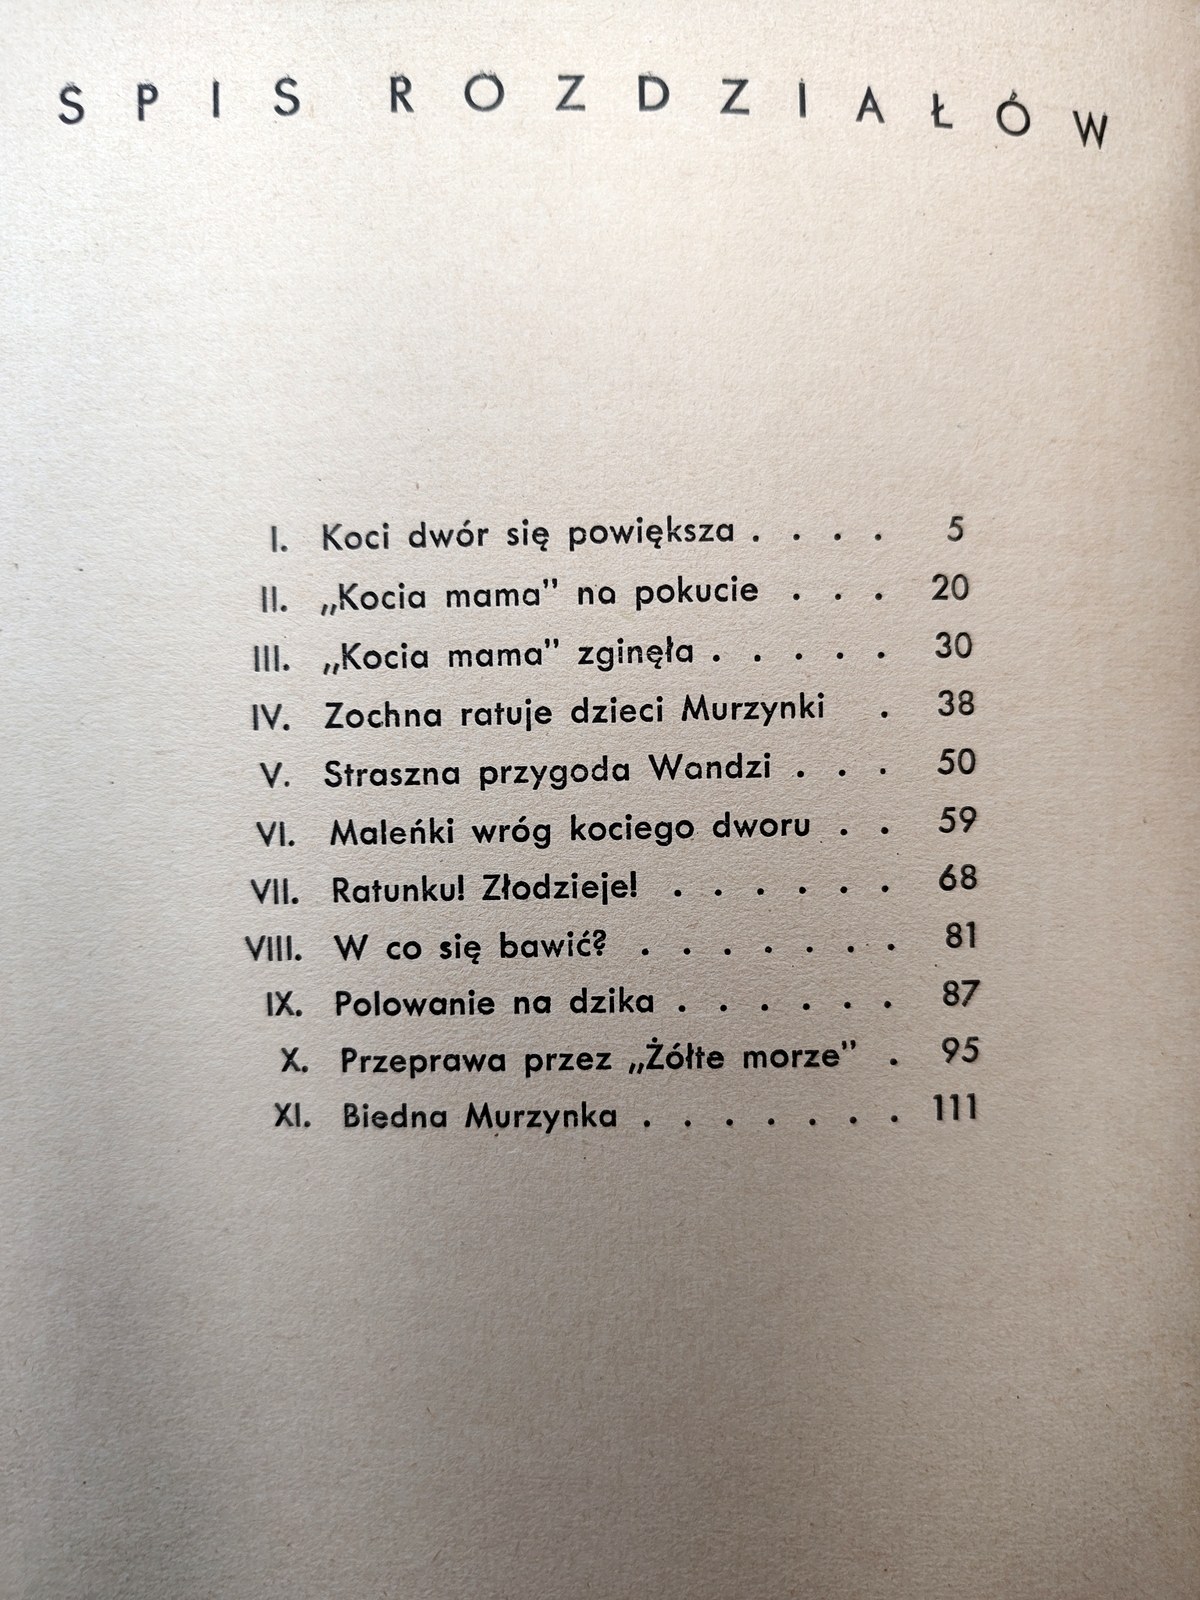 SPIS ROZDZIAŁÓW
I. Koci dwór się powiększa . . . . 5
II. „Kocia mama” na pokucie . . . 20
III. „Kocia mama” zginęła . . . . . 30
IV. Zochna ratuje dzieci Murzynki . 38
V. Straszna przygoda Wandzi . . . 50
VI. Maleńki wróg kociego dworu . . 59
VII. Ratunku! Złodzieje! . . . . . . 68
VIII. W co się bawić? . . . . . . . 81
IX. Polowanie na dzika . . . . . . 87
X. Przeprawa przez „Żółte morze” . 95
XI. Biedna Murzynka . . . . . . . 111